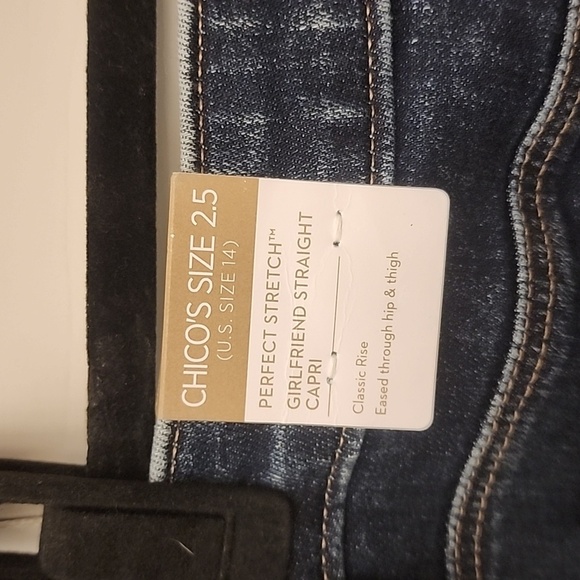 CHICO'S SIZE 2.5
(U.S. SIZE 14)
PERFECT STRETCH™
GIRLFRIEND STRAIGHT
CAPRI
Classic Rise
Eased through hip & thigh